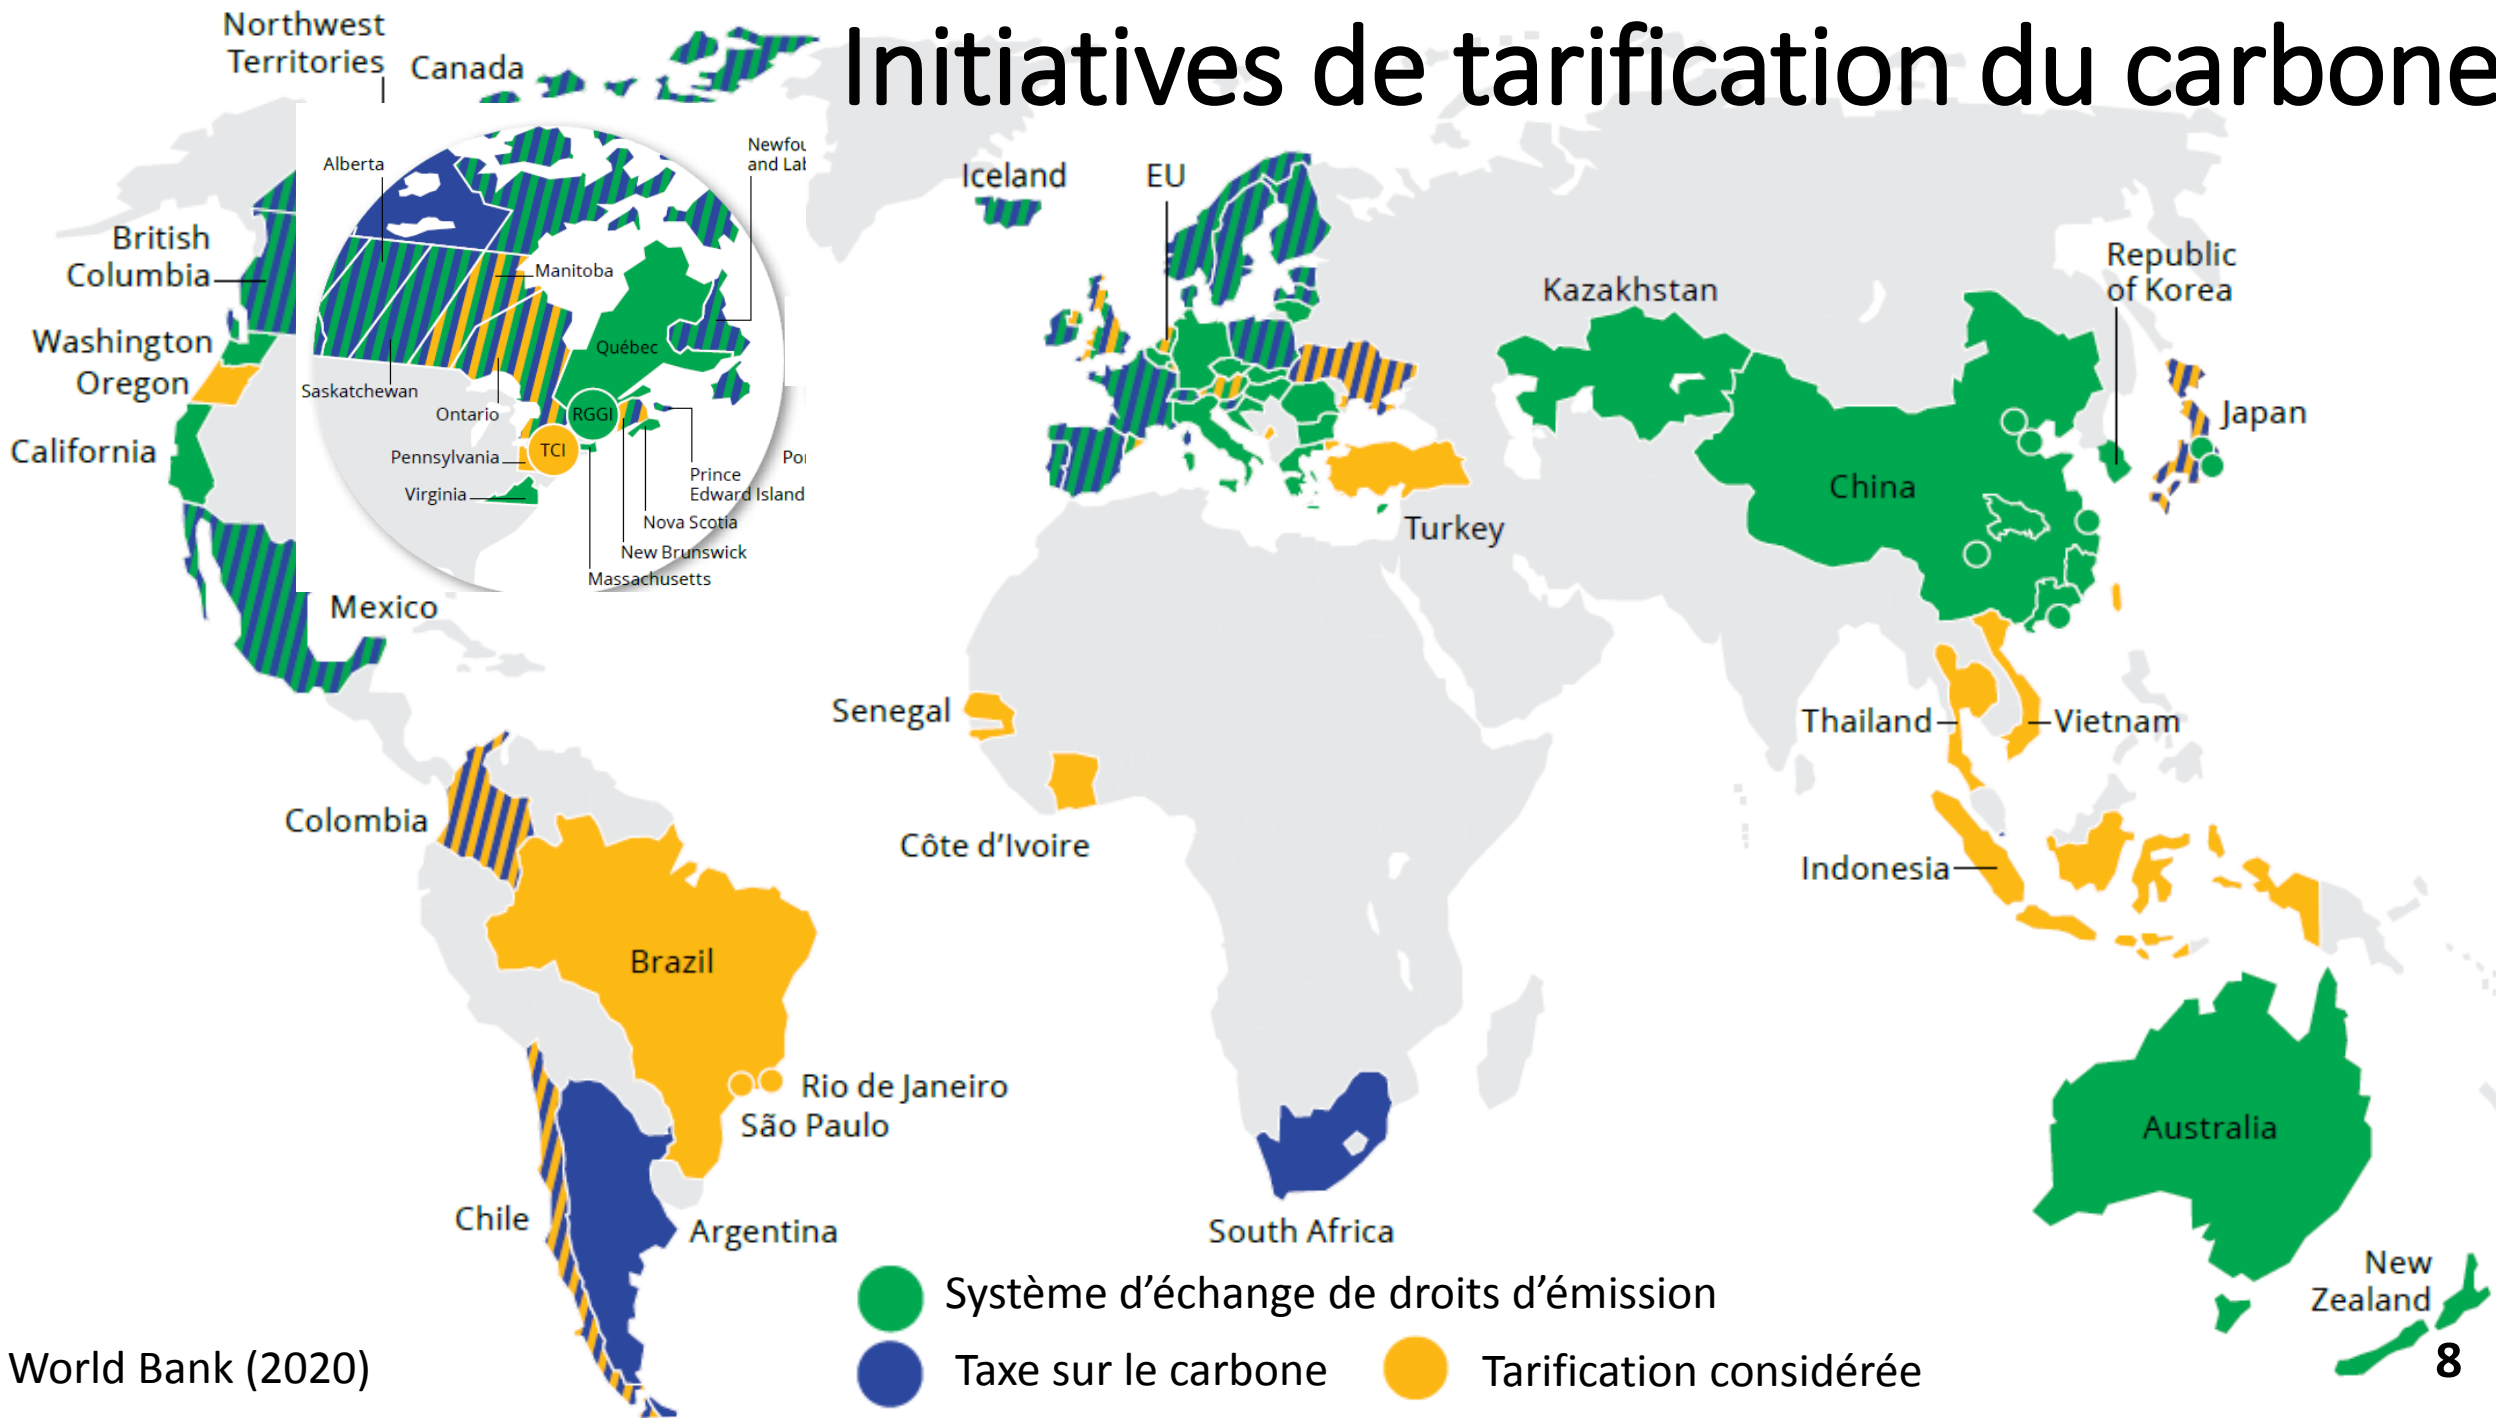 Initiatives de tarification du carbone
Northwest
Territories
Canada
Alberta
Newfou
and Lab
Iceland
EU
British
Columbia
Manitoba
Republic
of Korea
Kazakhstan
Washington
Québec
Oregon
Saskatchewan
Ontario
RGGI
Japan
California
TCI
Pennsylvania
Por
Prince
Edward Island
Virginia
China
Nova Scotia
Turkey
New Brunswick
Massachusetts
Mexico
Senegal
Thailand
Vietnam
Colombia
Côte d’Ivoire
Indonesia
Brazil
Rio de Janeiro
São Paulo
Australia
Chile
Argentina
South Africa
New
Zealand
Système d’échange de droits d’émission
Taxe sur le carbone
Tarification considérée
World Bank (2020)
8